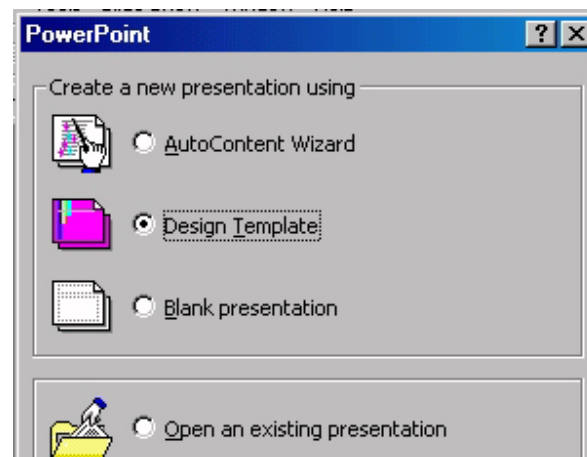 PowerPoint
Create a new presentation using
AutoContent Wizard
Design Template
Blank presentation
Open an existing presentation